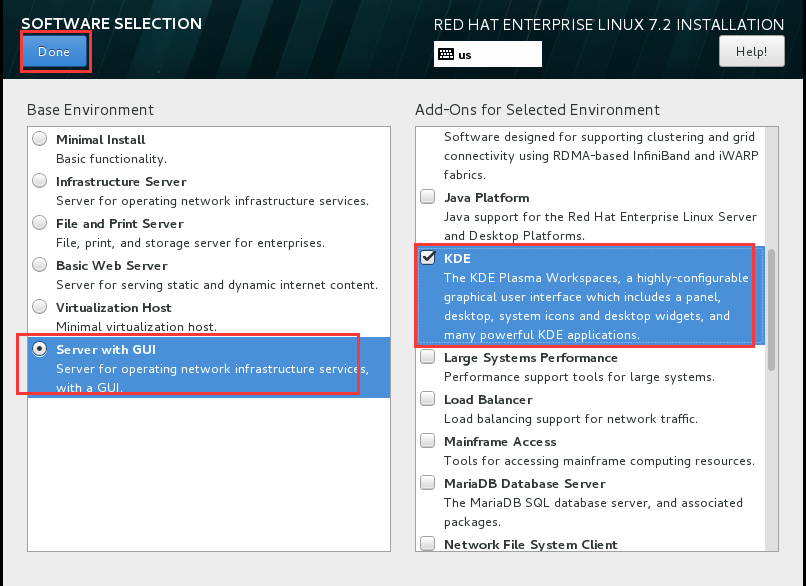 SOFTWARE SELECTION
RED HAT ENTERPRISE LINUX 7.2 INSTALLATION
Done
us
Help!
Base Environment
Minimal Install
Basic functionality.
Infrastructure Server
Server for operating network infrastructure services.
File and Print Server
File, print, and storage server for enterprises.
Basic Web Server
Server for serving static and dynamic internet content.
Virtualization Host
Minimal virtualization host.
Server with GUI
Server for operating network infrastructure services,
with a GUI.
Add-Ons for Selected Environment
Software designed for supporting clustering and grid
connectivity using RDMA-based InfiniBand and iWARP
fabrics.
Java Platform
Java support for the Red Hat Enterprise Linux Server
and Desktop Platforms.
KDE
The KDE Plasma Workspaces, a highly-configurable
graphical user interface which includes a panel,
desktop, system icons and desktop widgets, and
many powerful KDE applications.
Large Systems Performance
Performance support tools for large systems.
Load Balancer
Load balancing support for network traffic.
Mainframe Access
Tools for accessing mainframe computing resources.
MariaDB Database Server
The MariaDB SQL database server, and associated
packages.
Network File System Client